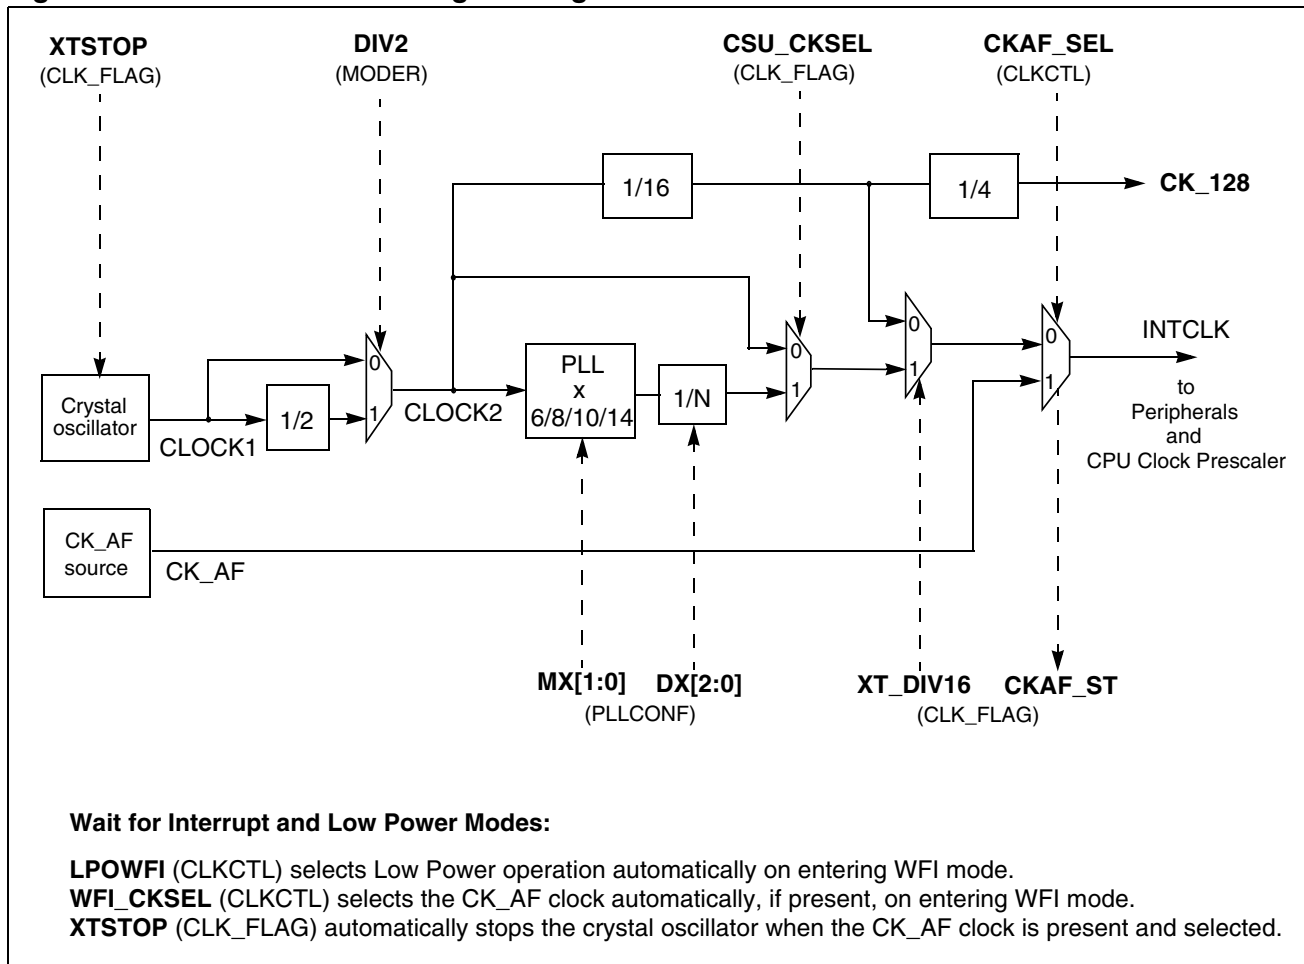 XTSTOP
(CLK_FLAG)
DIV2
(MODER)
CSU_CKSEL
(CLK_FLAG)
CKAF_SEL
(CLKCTL)
1/16
1/4
CK_128
0
1
0
1
0
1
0
1
INTCLK
to
Peripherals
and
CPU Clock Prescaler
Crystal
oscillator
CLOCK1
1/2
CLOCK2
PLL
x
6/8/10/14
1/N
CK_AF
source
CK_AF
MX[1:0]
DX[2:0]
(PLLCONF)
XT_DIV16
CKAF_ST
(CLK_FLAG)
Wait for Interrupt and Low Power Modes:
LPOWFI (CLKCTL) selects Low Power operation automatically on entering WFI mode.
WFI_CKSEL (CLKCTL) selects the CK_AF clock automatically, if present, on entering WFI mode.
XTSTOP (CLK_FLAG) automatically stops the crystal oscillator when the CK_AF clock is present and selected.